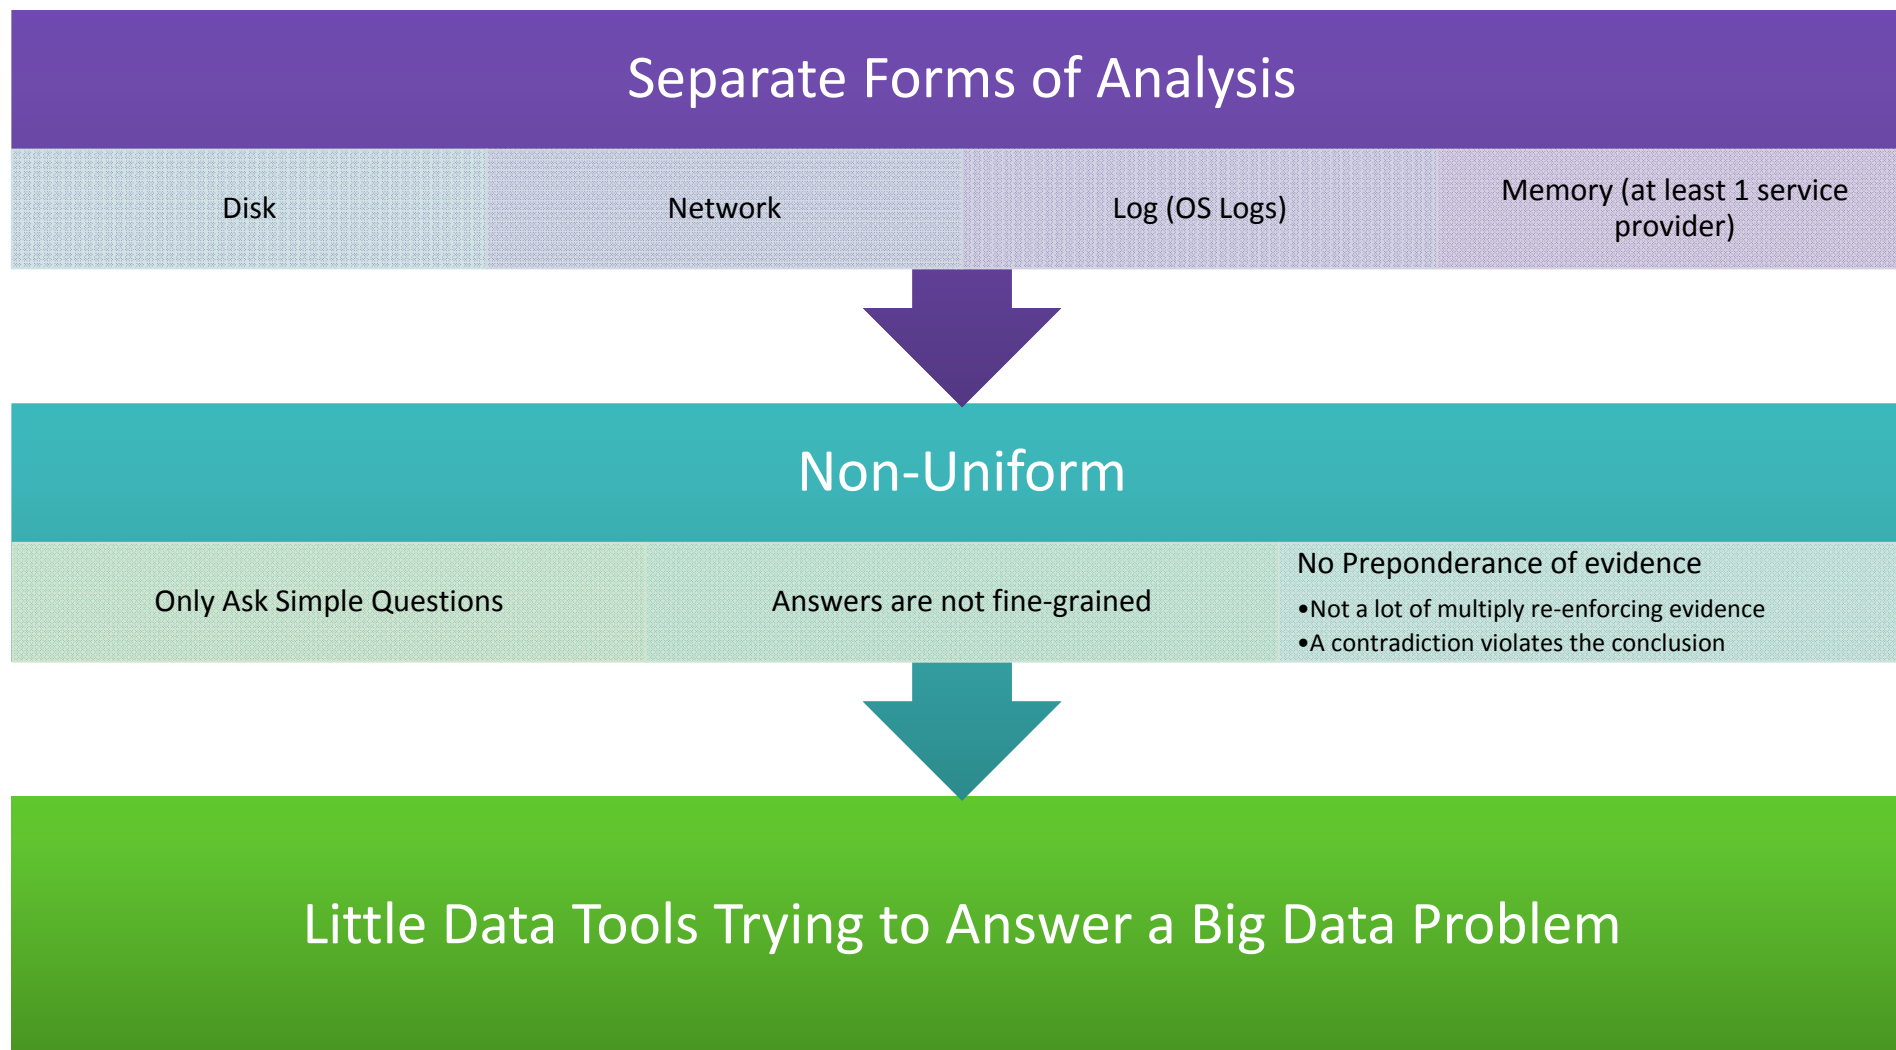 Separate Forms of Analysis
Disk
Network
Log (OS Logs)
Memory (at least 1 service
provider)
Non-Uniform
Only Ask Simple Questions
Answers are not fine-grained
No Preponderance of evidence
•Not a lot of multiply re-enforcing evidence
•A contradiction violates the conclusion
Little Data Tools Trying to Answer a Big Data Problem